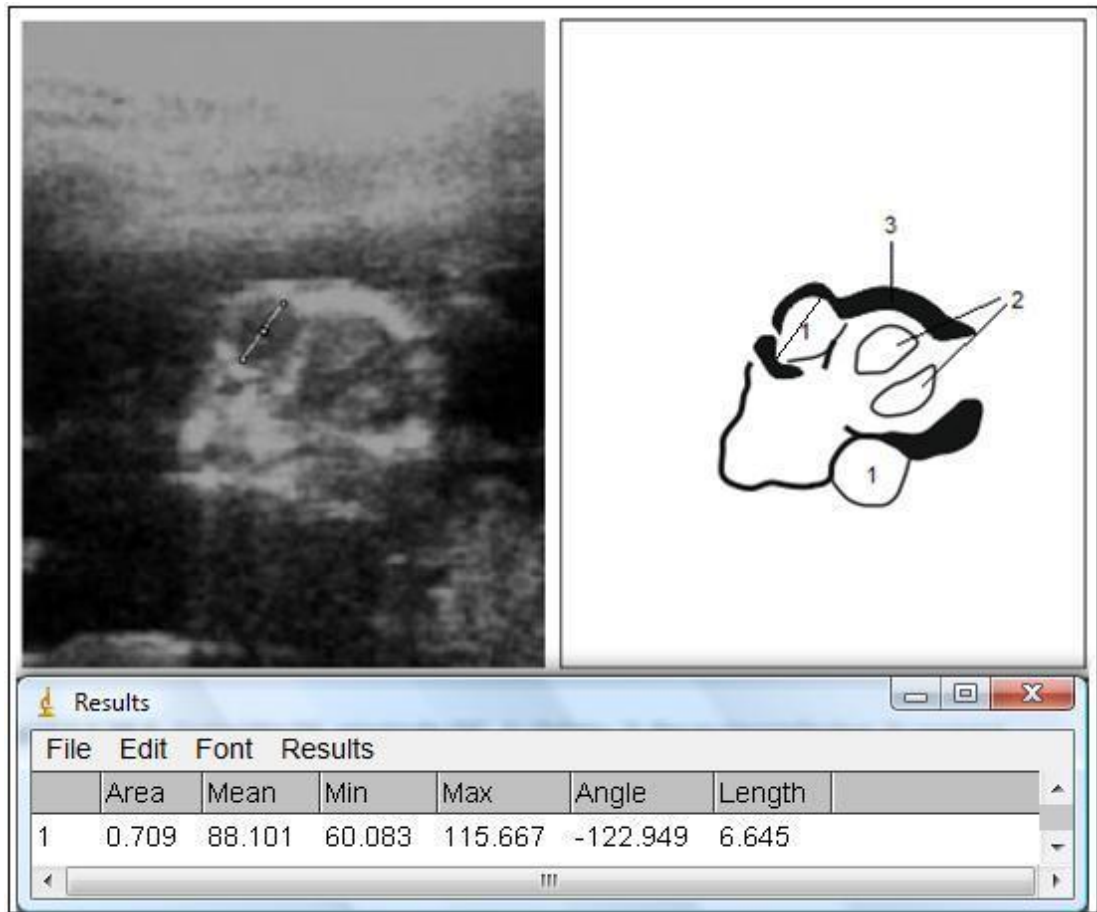 3
1
2
1
Results
File Edit Font Results
Area Mean Min Max Angle Length
1 0.709 88.101 60.083 115.667 -122.949 6.645